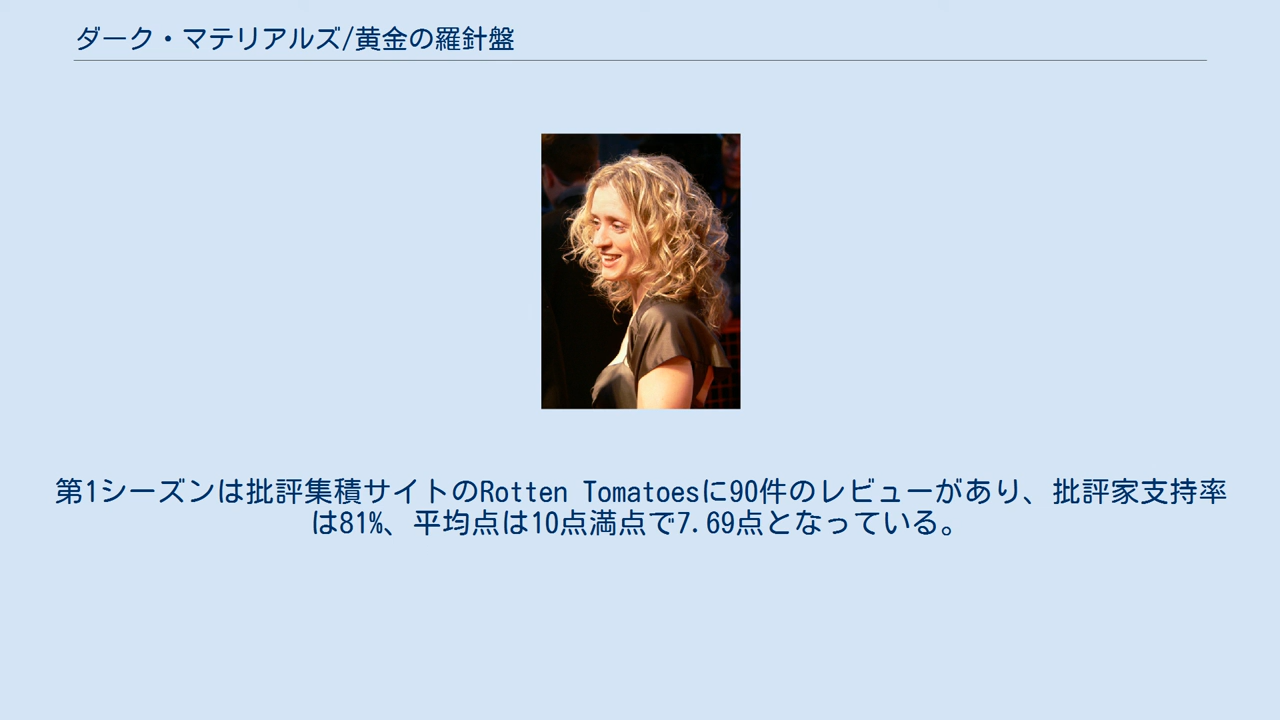 ダーク・マテリアルズ/黄金の羅針盤
第1シーズンは批評集積サイトのRotten Tomatoesに90件のレビューがあり、批評家支持率
は81%、平均点は10点満点で7.69点となっている。